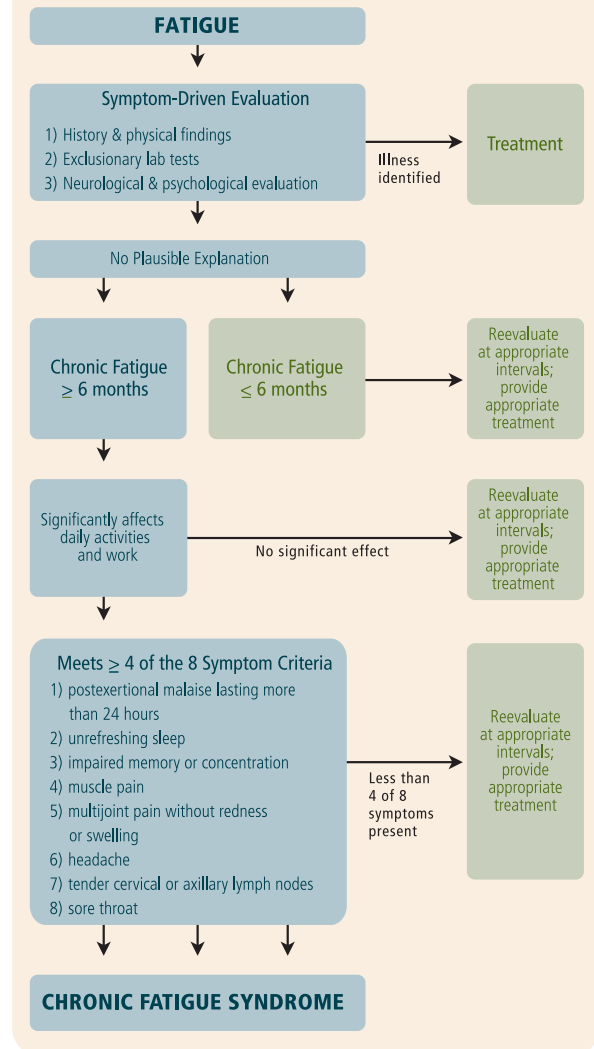 FATIGUE
Symptom-Driven Evaluation
1) History & physical findings
2) Exclusionary lab tests
3) Neurological & psychological evaluation
Illness
identified
Treatment
No Plausible Explanation
Chronic Fatigue
≥ 6 months
Chronic Fatigue
≤ 6 months
Reevaluate
at appropriate
intervals;
provide
appropriate
treatment
Significantly affects
daily activities
and work
No significant effect
Reevaluate
at appropriate
intervals;
provide
appropriate
treatment
Meets ≥ 4 of the 8 Symptom Criteria
1) postexertional malaise lasting more
than 24 hours
2) unrefreshing sleep
3) impaired memory or concentration
4) muscle pain
5) multijoint pain without redness
or swelling
6) headache
7) tender cervical or axillary lymph nodes
8) sore throat
Less than
4 of 8
symptoms
present
Reevaluate
at appropriate
intervals;
provide
appropriate
treatment
CHRONIC FATIGUE SYNDROME